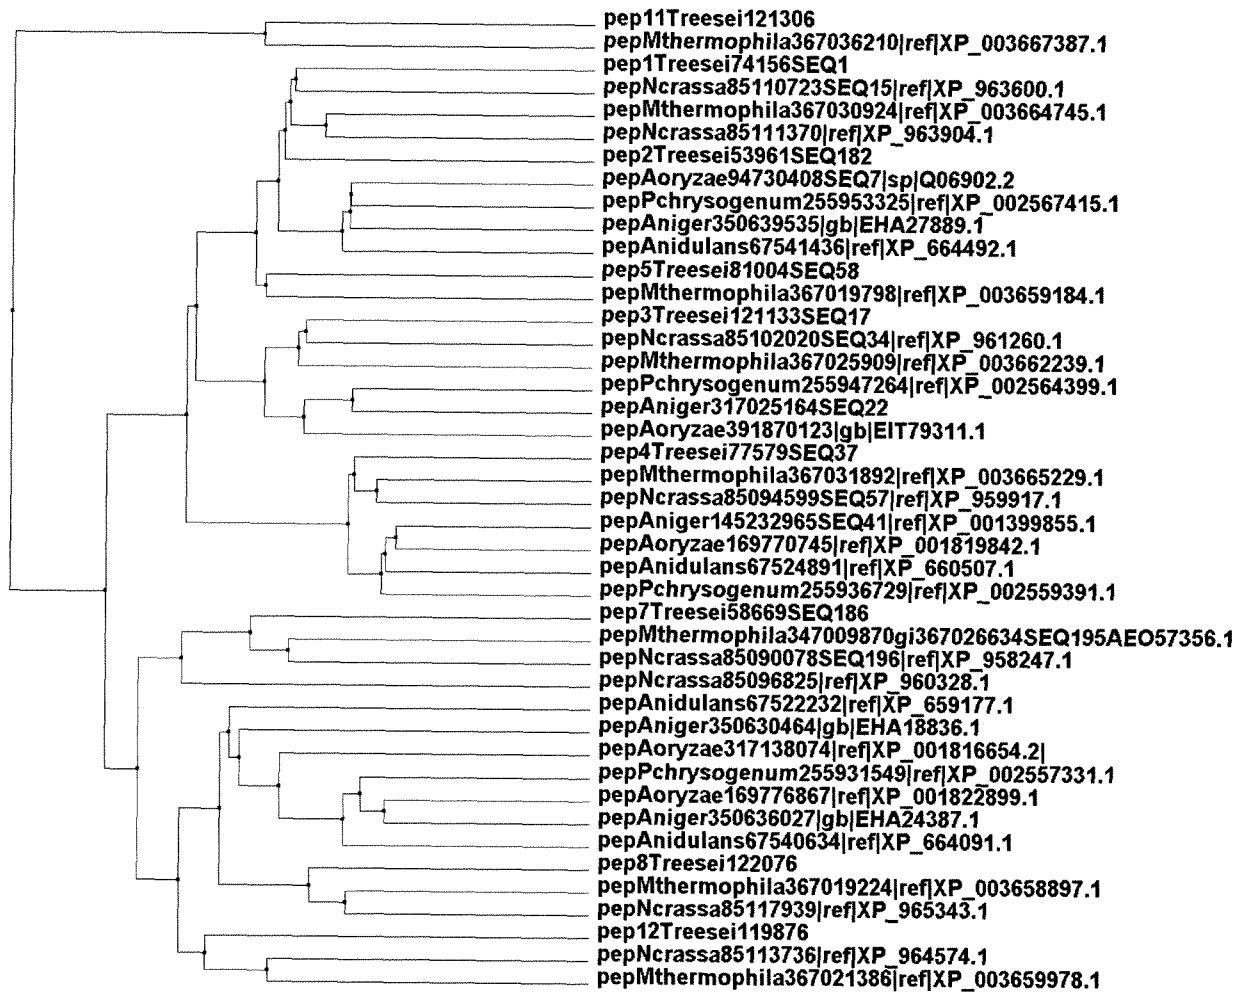 pep11Treesei121306
pepMthermophila367036210|ref|XP_003667387.1
pep1Treesei74156SEQ1
pepNcrassa85110723SEQ15|ref|XP_963600.1
pepMthermophila367030924|ref|XP_003664745.1
pepNcrassa85111370|ref|XP_963904.1
pep2Treesei53961SEQ182
pepAoryzae94730408SEQ7|sp|Q06902.2
pepPchrysogenum255953325|ref|XP_002567415.1
pepAniger350639535|gb|EHA27889.1
pepAnidulans67541436|ref|XP_664492.1
pep5Treesei81004SEQ58
pepMthermophila367019798|ref|XP_003659184.1
pep3Treesei121133SEQ17
pepNcrassa85102020SEQ34|ref|XP_961260.1
pepMthermophila367025909|ref|XP_003662239.1
pepPchrysogenum255947264|ref|XP_002564399.1
pepAniger317025164SEQ22
pepAoryzae391870123|gb|EIT79311.1
pep4Treesei77579SEQ37
pepMthermophila367031892|ref|XP_003665229.1
pepNcrassa85094599SEQ57|ref|XP_959917.1
pepAniger145232965SEQ41|ref|XP_001399855.1
pepAoryzae169770745|ref|XP_001819842.1
pepAnidulans67524891|ref|XP_660507.1
pepPchrysogenum255936729|ref|XP_002559391.1
pep7Treesei58669SEQ186
pepMthermophila347009870gi367026634SEQ195AEO57356.1
pepNcrassa85090078SEQ196|ref|XP_958247.1
pepNcrassa85096825|ref|XP_960328.1
pepAnidulans67522232|ref|XP_659177.1
pepAniger350630464|gb|EHA18836.1
pepAoryzae317138074|ref|XP_001816654.2|
pepPchrysogenum255931549|ref|XP_002557331.1
pepAoryzae169776867|ref|XP_001822899.1
pepAniger350636027|gb|EHA24387.1
pepAnidulans67540634|ref|XP_664091.1
pep8Treesei122076
pepMthermophila367019224|ref|XP_003658897.1
pepNcrassa85117939|ref|XP_965343.1
pep12Treesei119876
pepNcrassa85113736|ref|XP_964574.1
pepMthermophila367021386|ref|XP_003659978.1